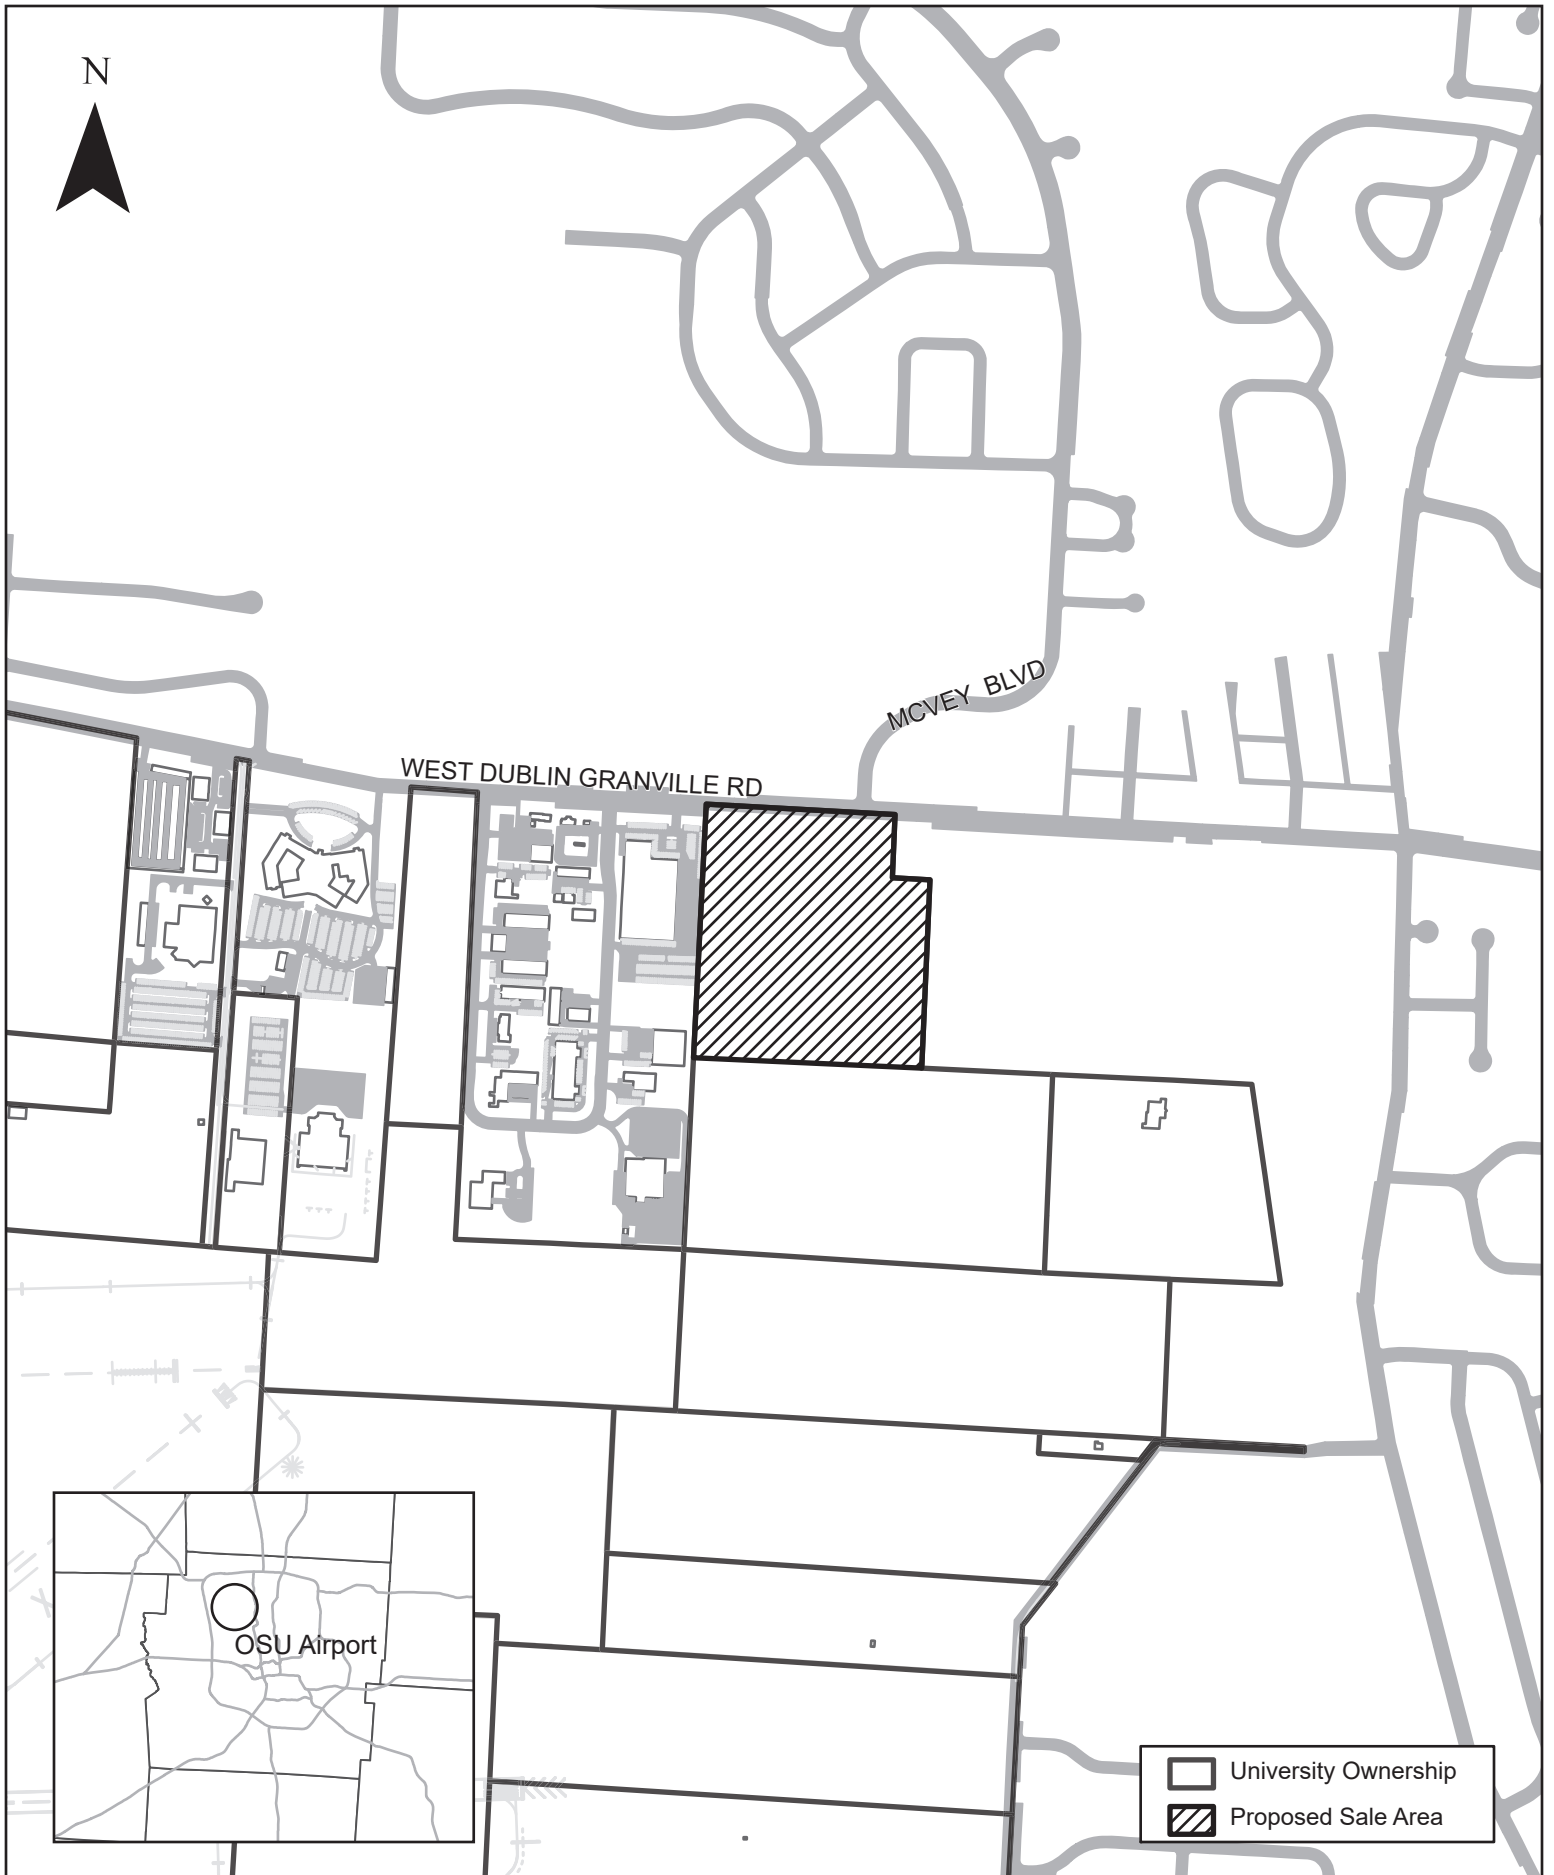 N
MCVEY BLVD
WEST DUBLIN GRANVILLE RD
OSU Airport
University Ownership
Proposed Sale Area